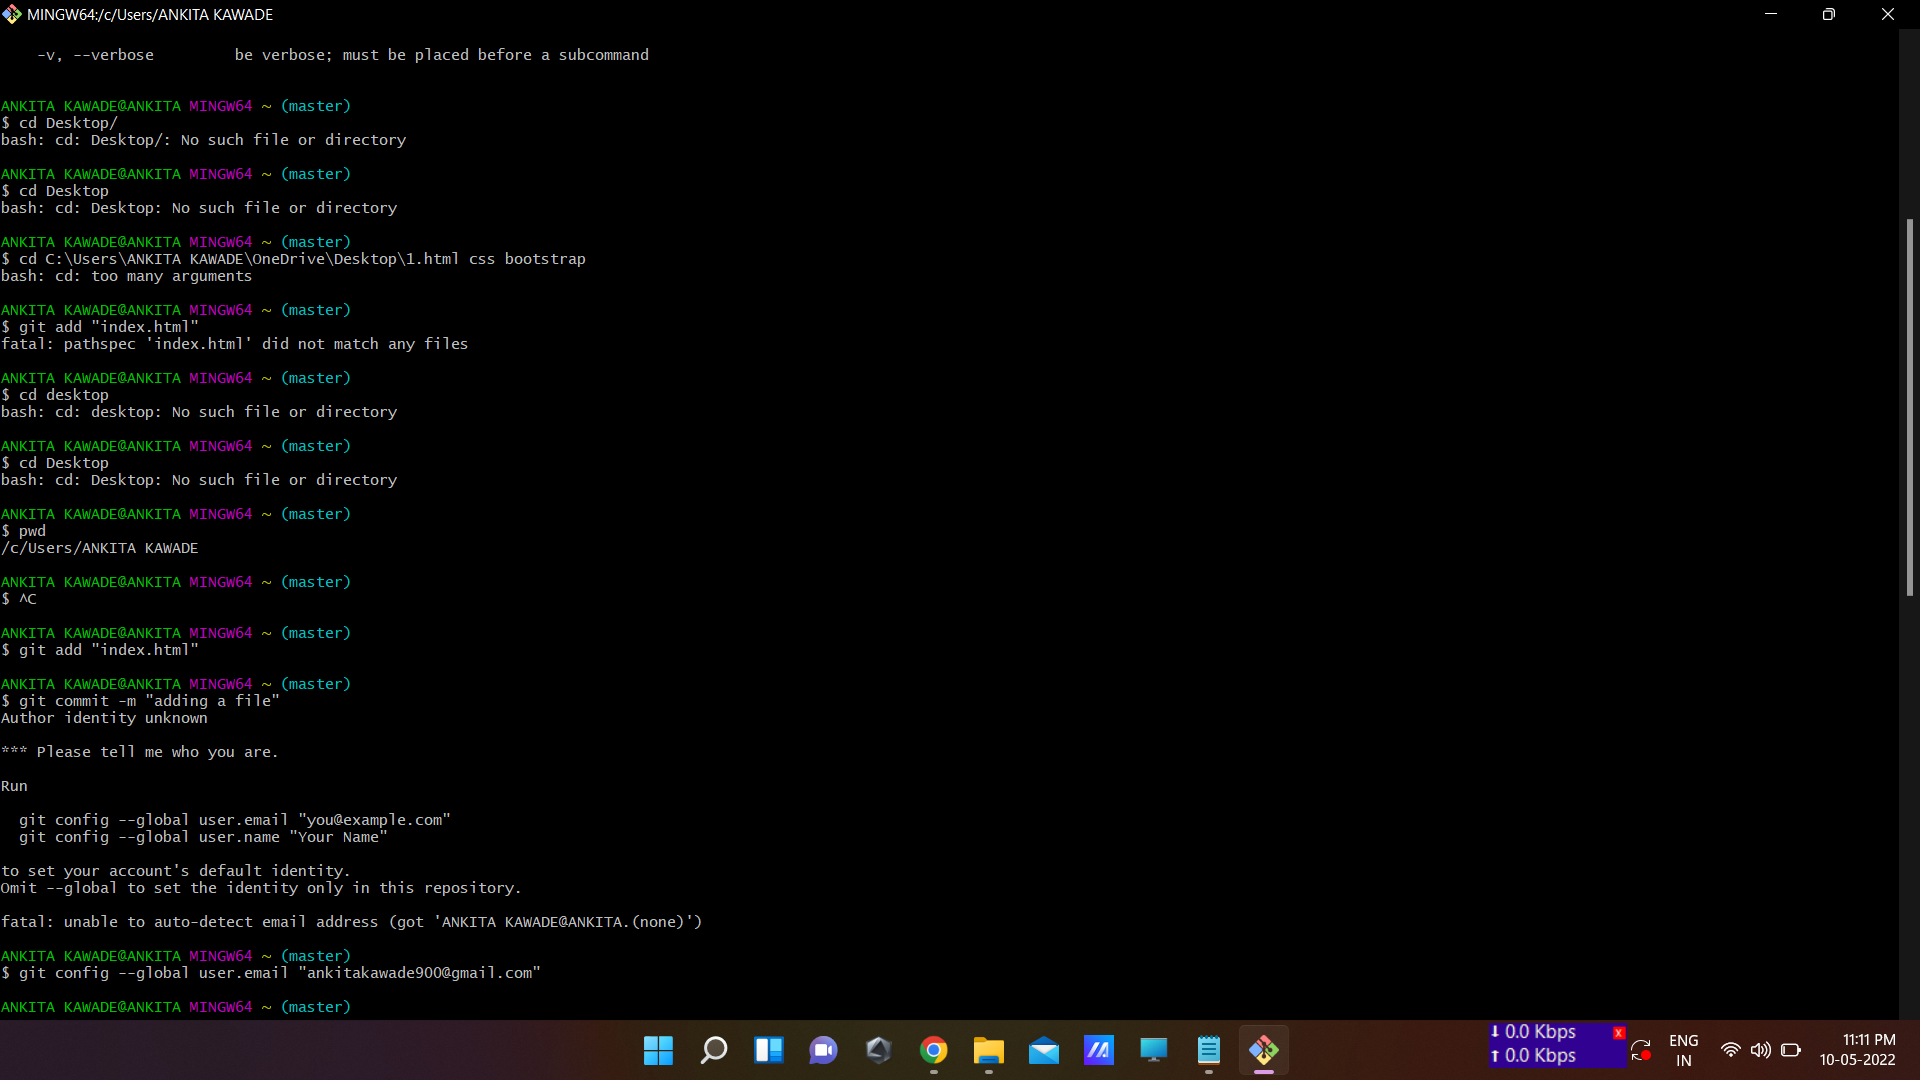 MINGW64:/c/Users/ANKITA KAWADE
-v, --verbose         be verbose; must be placed before a subcommand
ANKITA KAWADE@ANKITA MINGW64 ~ (master)
$ cd Desktop/
bash: cd: Desktop/: No such file or directory
ANKITA KAWADE@ANKITA MINGW64 ~ (master)
$ cd Desktop
bash: cd: Desktop: No such file or directory
ANKITA KAWADE@ANKITA MINGW64 ~ (master)
$ cd C:\Users\ANKITA KAWADE\OneDrive\Desktop\1.html css bootstrap
bash: cd: too many arguments
ANKITA KAWADE@ANKITA MINGW64 ~ (master)
$ git add "index.html"
fatal: pathspec 'index.html' did not match any files
ANKITA KAWADE@ANKITA MINGW64 ~ (master)
$ cd desktop
bash: cd: desktop: No such file or directory
ANKITA KAWADE@ANKITA MINGW64 ~ (master)
$ cd Desktop
bash: cd: Desktop: No such file or directory
ANKITA KAWADE@ANKITA MINGW64 ~ (master)
$ pwd
/c/Users/ANKITA KAWADE
ANKITA KAWADE@ANKITA MINGW64 ~ (master)
$ ^C
ANKITA KAWADE@ANKITA MINGW64 ~ (master)
$ git add "index.html"
ANKITA KAWADE@ANKITA MINGW64 ~ (master)
$ git commit -m "adding a file"
Author identity unknown
*** Please tell me who you are.
Run
git config --global user.email "you@example.com"
git config --global user.name "Your Name"
to set your account's default identity.
Omit --global to set the identity only in this repository.
fatal: unable to auto-detect email address (got 'ANKITA KAWADE@ANKITA.(none)')
ANKITA KAWADE@ANKITA MINGW64 ~ (master)
$ git config --global user.email "ankitakawade900@gmail.com"
ANKITA KAWADE@ANKITA MINGW64 ~ (master)
↓ 0.0 Kbps
↑ 0.0 Kbps
x
ENG
IN
11:11 PM
10-05-2022